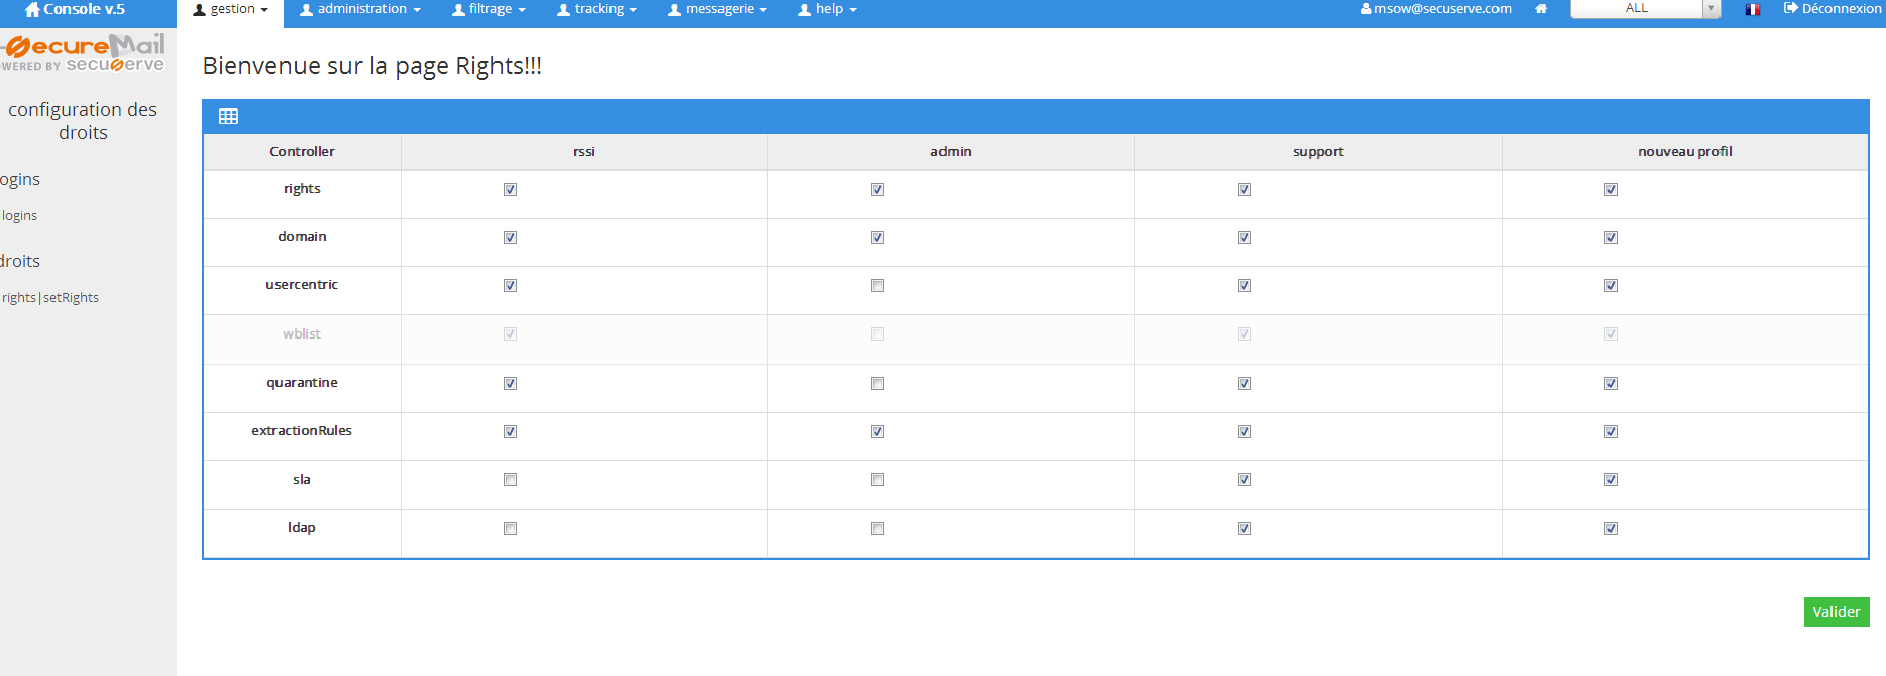 Console v.5
gestion
administration
filtrage
tracking
messagerie
help
msow@secuserve.com
ALL
Déconnexion
SecureMail
WERED BY secuserve
configuration des
droits
ogins
logins
droits
rights|setRights
Bienvenue sur la page Rights!!!
Controller rssi admin support nouveau profil
rights
domain
usercentric
wblist
quarantine
extractionRules
sla
ldap
Valider